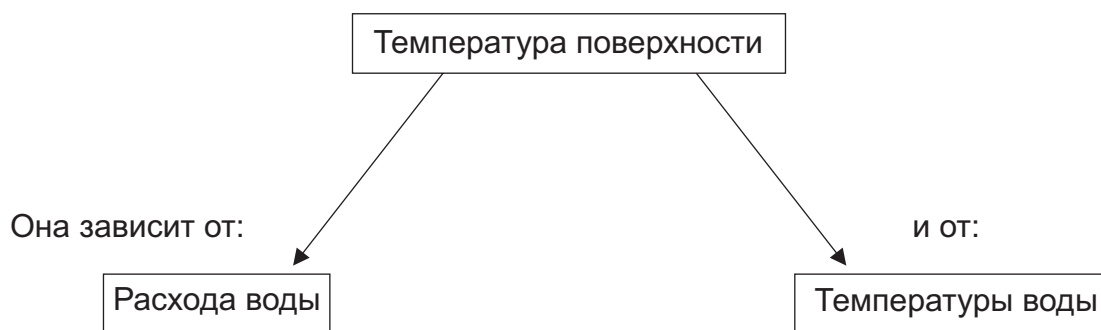 Температура поверхности
Она зависит от:
и от:
Расхода воды
Температуры воды